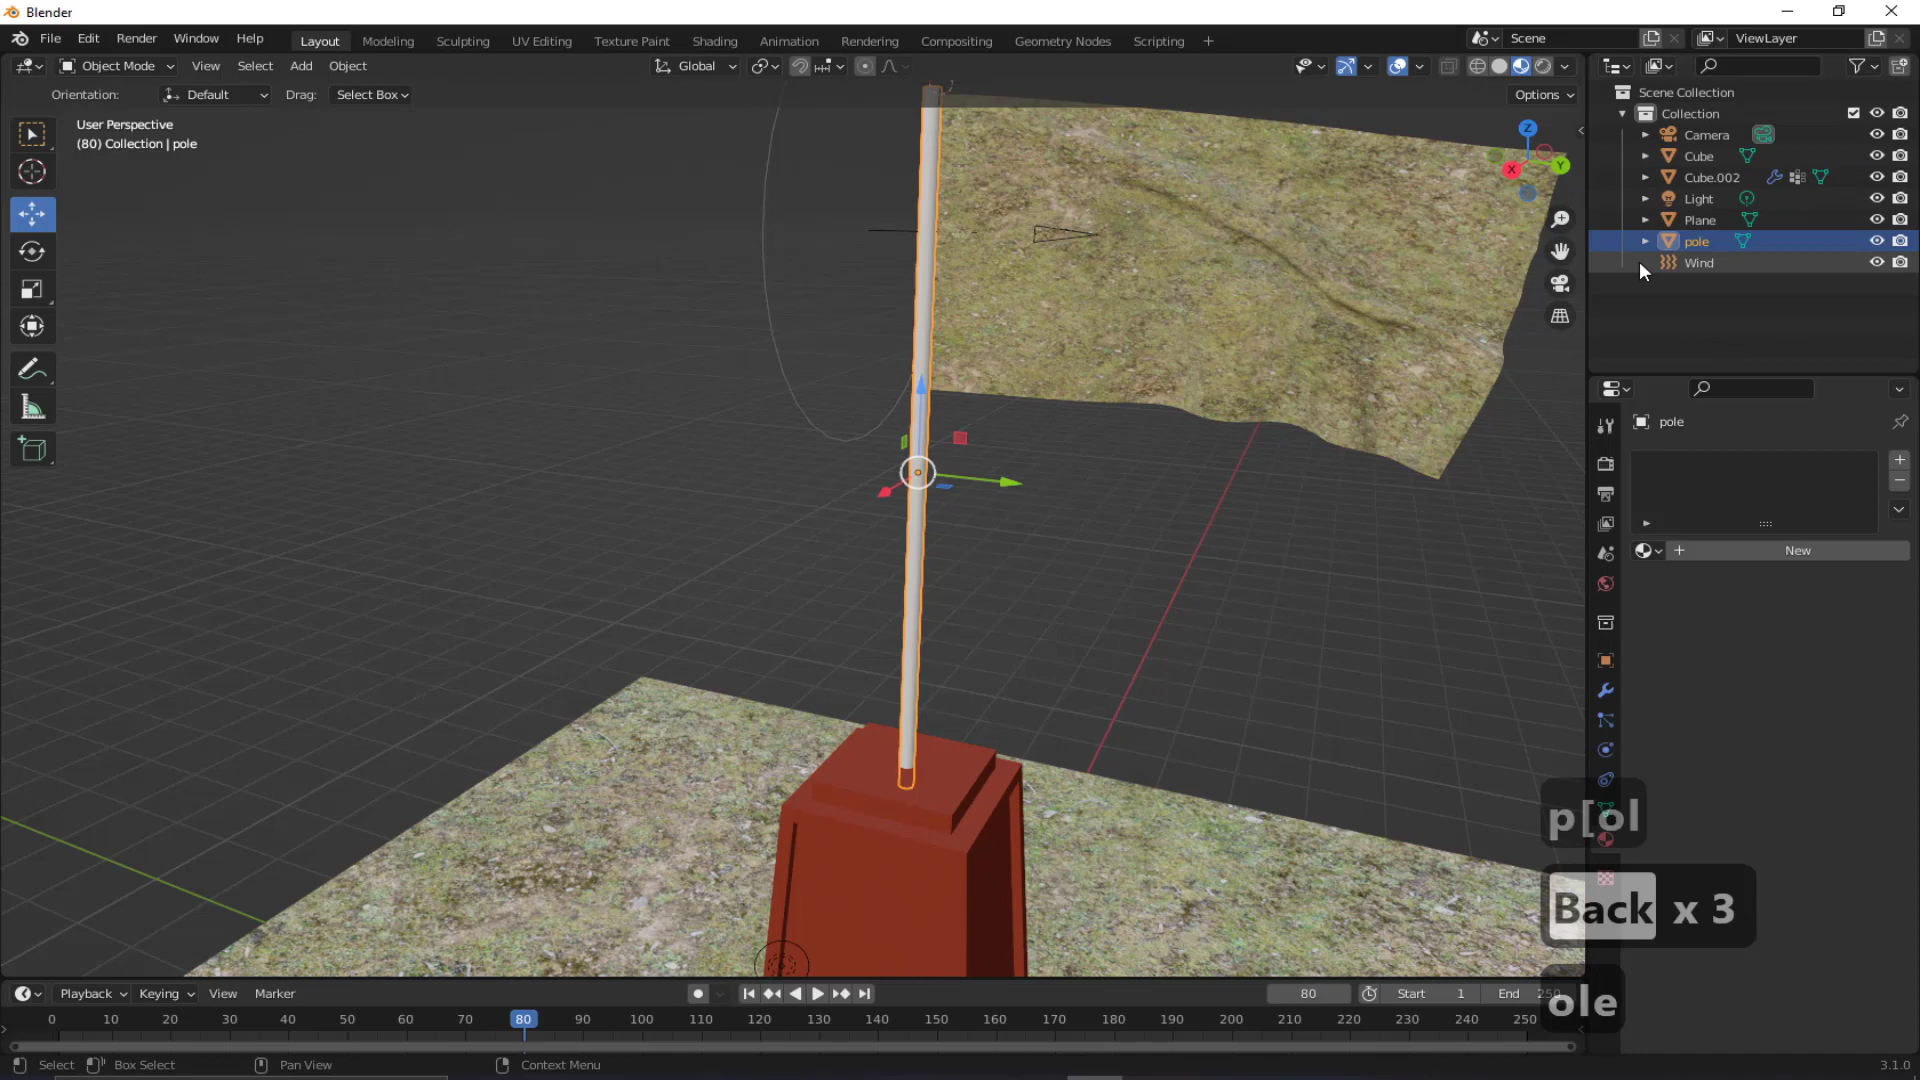 Blender
File Edit Render Window Help
Layout Modeling Sculpting UV Editing Texture Paint Shading Animation Rendering Compositing Geometry Nodes Scripting +
Scene
ViewLayer
Object Mode View Select Add Object
Global
Orientation: Default Drag: Select Box
Options
User Perspective
(80) Collection | pole
Z
Y
X
Scene Collection
Collection
Camera
Cube
Cube.002
Light
Plane
pole
Wind
pole
New
p[ol
Back x 3
ole
Playback Keying View Marker
80 Start 1 End 250
0 10 20 30 40 50 60 70 80 90 100 110 120 130 140 150 160 170 180 190 200 210 220 230 240 250
Select Box Select Pan View Context Menu
3.1.0